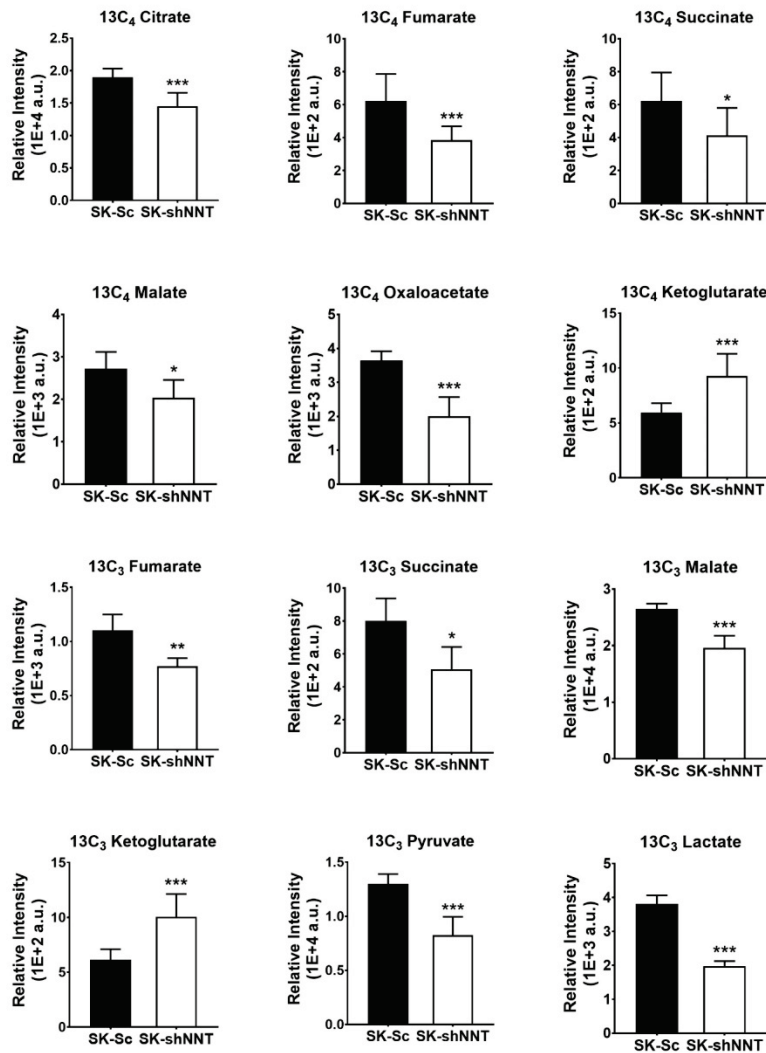 13C₄ Citrate
Relative Intensity
(1E+4 a.u.)
2.0
1.5
1.0
0.5
0.0
***
SK-Sc SK-shNNT
13C₄ Fumarate
Relative Intensity
(1E+2 a.u.)
10
8
6
4
2
0
***
SK-Sc SK-shNNT
13C₄ Succinate
Relative Intensity
(1E+2 a.u.)
10
8
6
4
2
0
*
SK-Sc SK-shNNT
13C₄ Malate
Relative Intensity
(1E+3 a.u.)
4
3
2
1
0
*
SK-Sc SK-shNNT
13C₄ Oxaloacetate
Relative Intensity
(1E+3 a.u.)
5
4
3
2
1
0
***
SK-Sc SK-shNNT
13C₄ Ketoglutarate
Relative Intensity
(1E+2 a.u.)
15
10
5
0
***
SK-Sc SK-shNNT
13C₃ Fumarate
Relative Intensity
(1E+3 a.u.)
1.5
1.0
0.5
0.0
**
SK-Sc SK-shNNT
13C₃ Succinate
Relative Intensity
(1E+2 a.u.)
10
8
6
4
2
0
*
SK-Sc SK-shNNT
13C₃ Malate
Relative Intensity
(1E+4 a.u.)
3
2
1
0
***
SK-Sc SK-shNNT
13C₃ Ketoglutarate
Relative Intensity
(1E+2 a.u.)
15
10
5
0
***
SK-Sc SK-shNNT
13C₃ Pyruvate
Relative Intensity
(1E+4 a.u.)
1.5
1.0
0.5
0.0
***
SK-Sc SK-shNNT
13C₃ Lactate
Relative Intensity
(1E+3 a.u.)
5
4
3
2
1
0
***
SK-Sc SK-shNNT